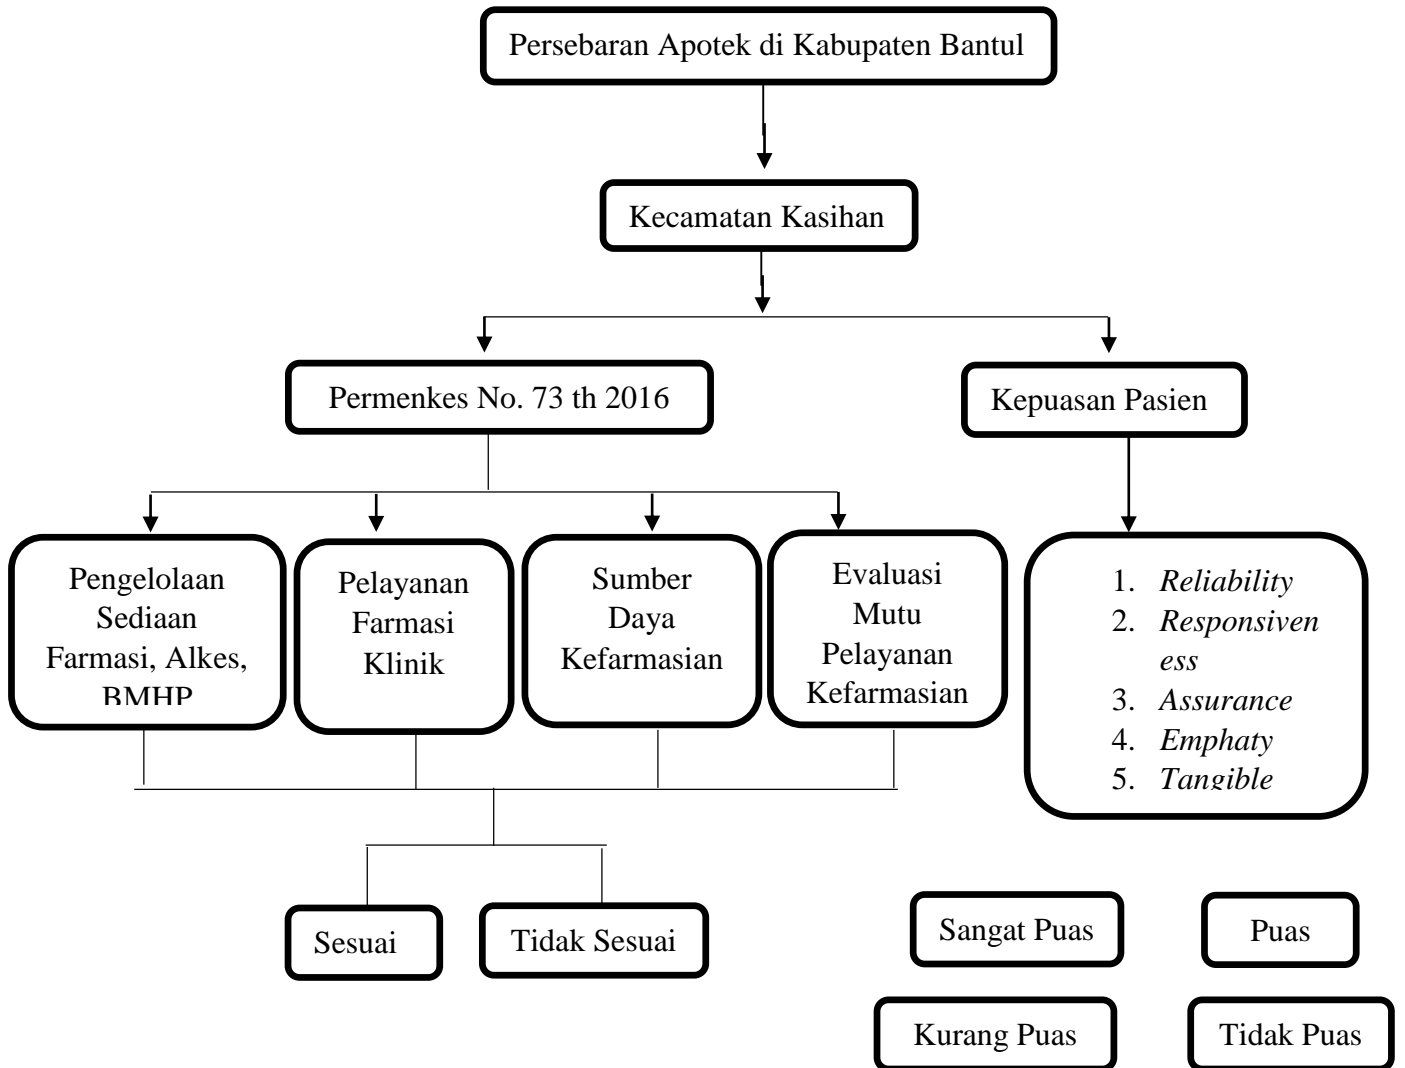 Persebaran Apotek di Kabupaten Bantul
Kecamatan Kasihan
Permenkes No. 73 th 2016
Kepuasan Pasien
Pengelolaan
Sediaan
Farmasi, Alkes,
BMHP
Pelayanan
Farmasi
Klinik
Sumber
Daya
Kefarmasian
Evaluasi
Mutu
Pelayanan
Kefarmasian
1. Reliability
2. Responsiven
ess
3. Assurance
4. Emphaty
5. Tangible
Sesuai
Tidak Sesuai
Sangat Puas
Puas
Kurang Puas
Tidak Puas